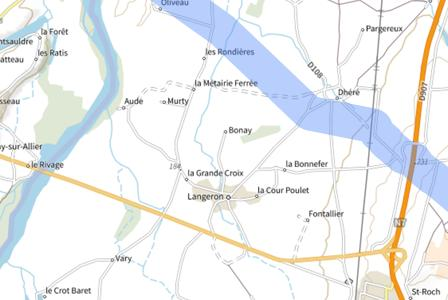 Oliveau
la Forêt
ntsauldre
les Ratis
atteau
les Rondières
Pargereux
D108
la Métairie Ferrée
Dhéré
D907
sseau
Aude
Murty
Bonay
ny-sur-Allier
le Rivage
184
la Grande Croix
la Bonnefer
231
Langeron
la Cour Poulet
Fontallier
N7
Vary
le Crot Baret
St-Roch